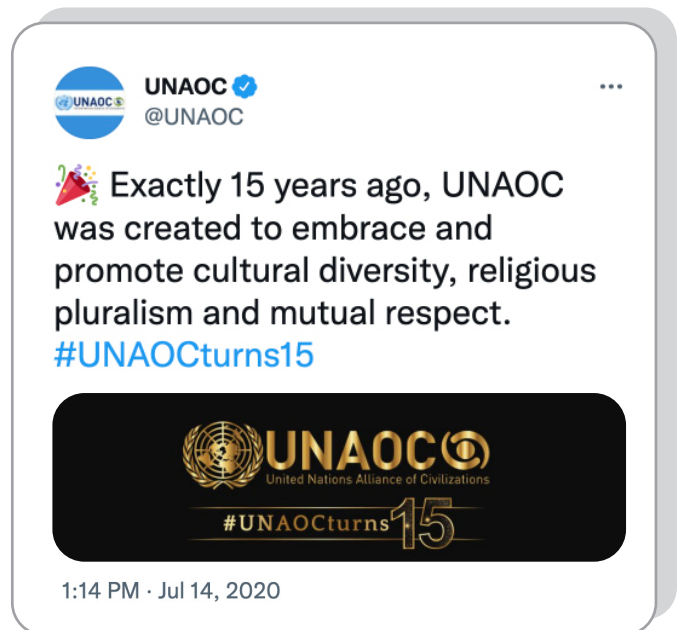 UNAOC
UNAOC
@UNAOC
🎉 Exactly 15 years ago, UNAOC
was created to embrace and
promote cultural diversity, religious
pluralism and mutual respect.
#UNAOCturns15
UNAOC
United Nations Alliance of Civilizations
#UNAOCturns15
1:14 PM · Jul 14, 2020